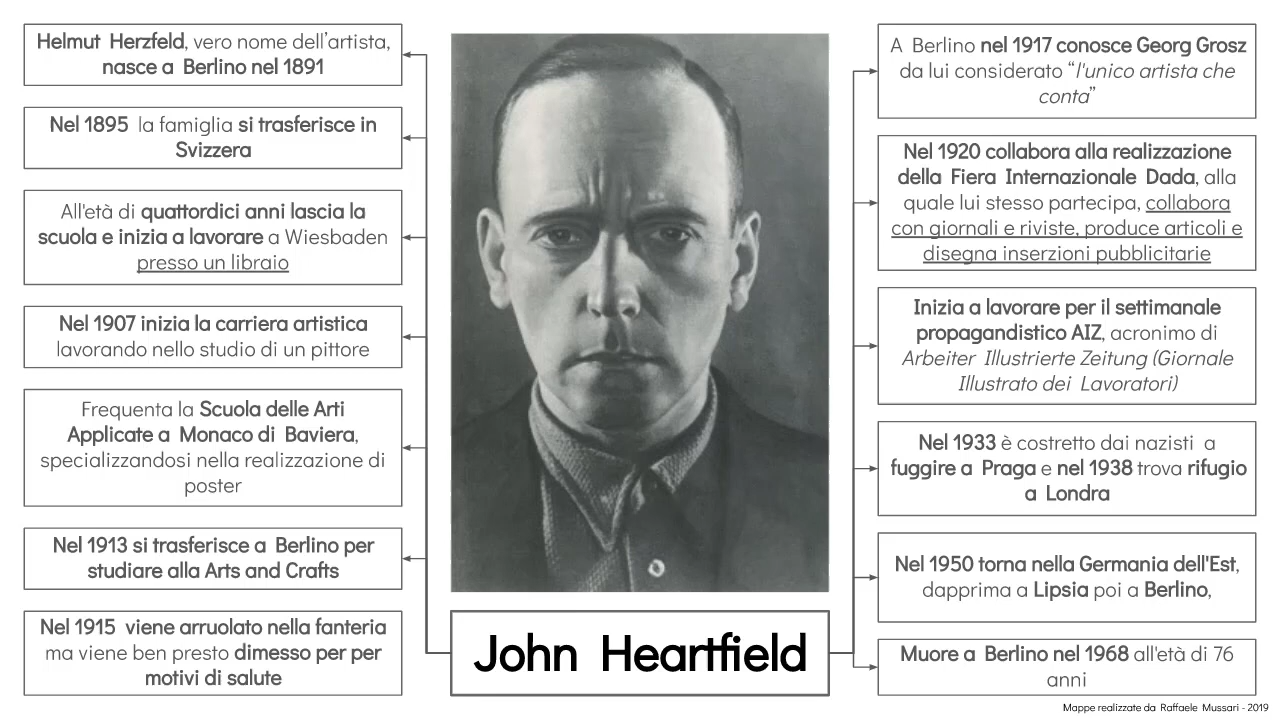 Helmut Herzfeld, vero nome dell'artista,
nasce a Berlino nel 1891
Nel 1895 la famiglia si trasferisce in
Svizzera
All'età di quattordici anni lascia la
scuola e inizia a lavorare a Wiesbaden
presso un libraio
Nel 1907 inizia la carriera artistica
lavorando nello studio di un pittore
Frequenta la Scuola delle Arti
Applicate a Monaco di Baviera,
specializzandosi nella realizzazione di
poster
Nel 1913 si trasferisce a Berlino per
studiare alla Arts and Crafts
Nel 1915 viene arruolato nella fanteria
ma viene ben presto dimesso per per
motivi di salute
John Heartfield
A Berlino nel 1917 conosce Georg Grosz
da lui considerato “l'unico artista che
conta”
Nel 1920 collabora alla realizzazione
della Fiera Internazionale Dada, alla
quale lui stesso partecipa, collabora
con giornali e riviste, produce articoli e
disegna inserzioni pubblicitarie
Inizia a lavorare per il settimanale
propagandistico AIZ, acronimo di
Arbeiter Illustrierte Zeitung (Giornale
Illustrato dei Lavoratori)
Nel 1933 è costretto dai nazisti a
fuggire a Praga e nel 1938 trova rifugio
a Londra
Nel 1950 torna nella Germania dell'Est,
dapprima a Lipsia poi a Berlino,
Muore a Berlino nel 1968 all'età di 76
anni
Mappe realizzate da Raffaele Mussari - 2019